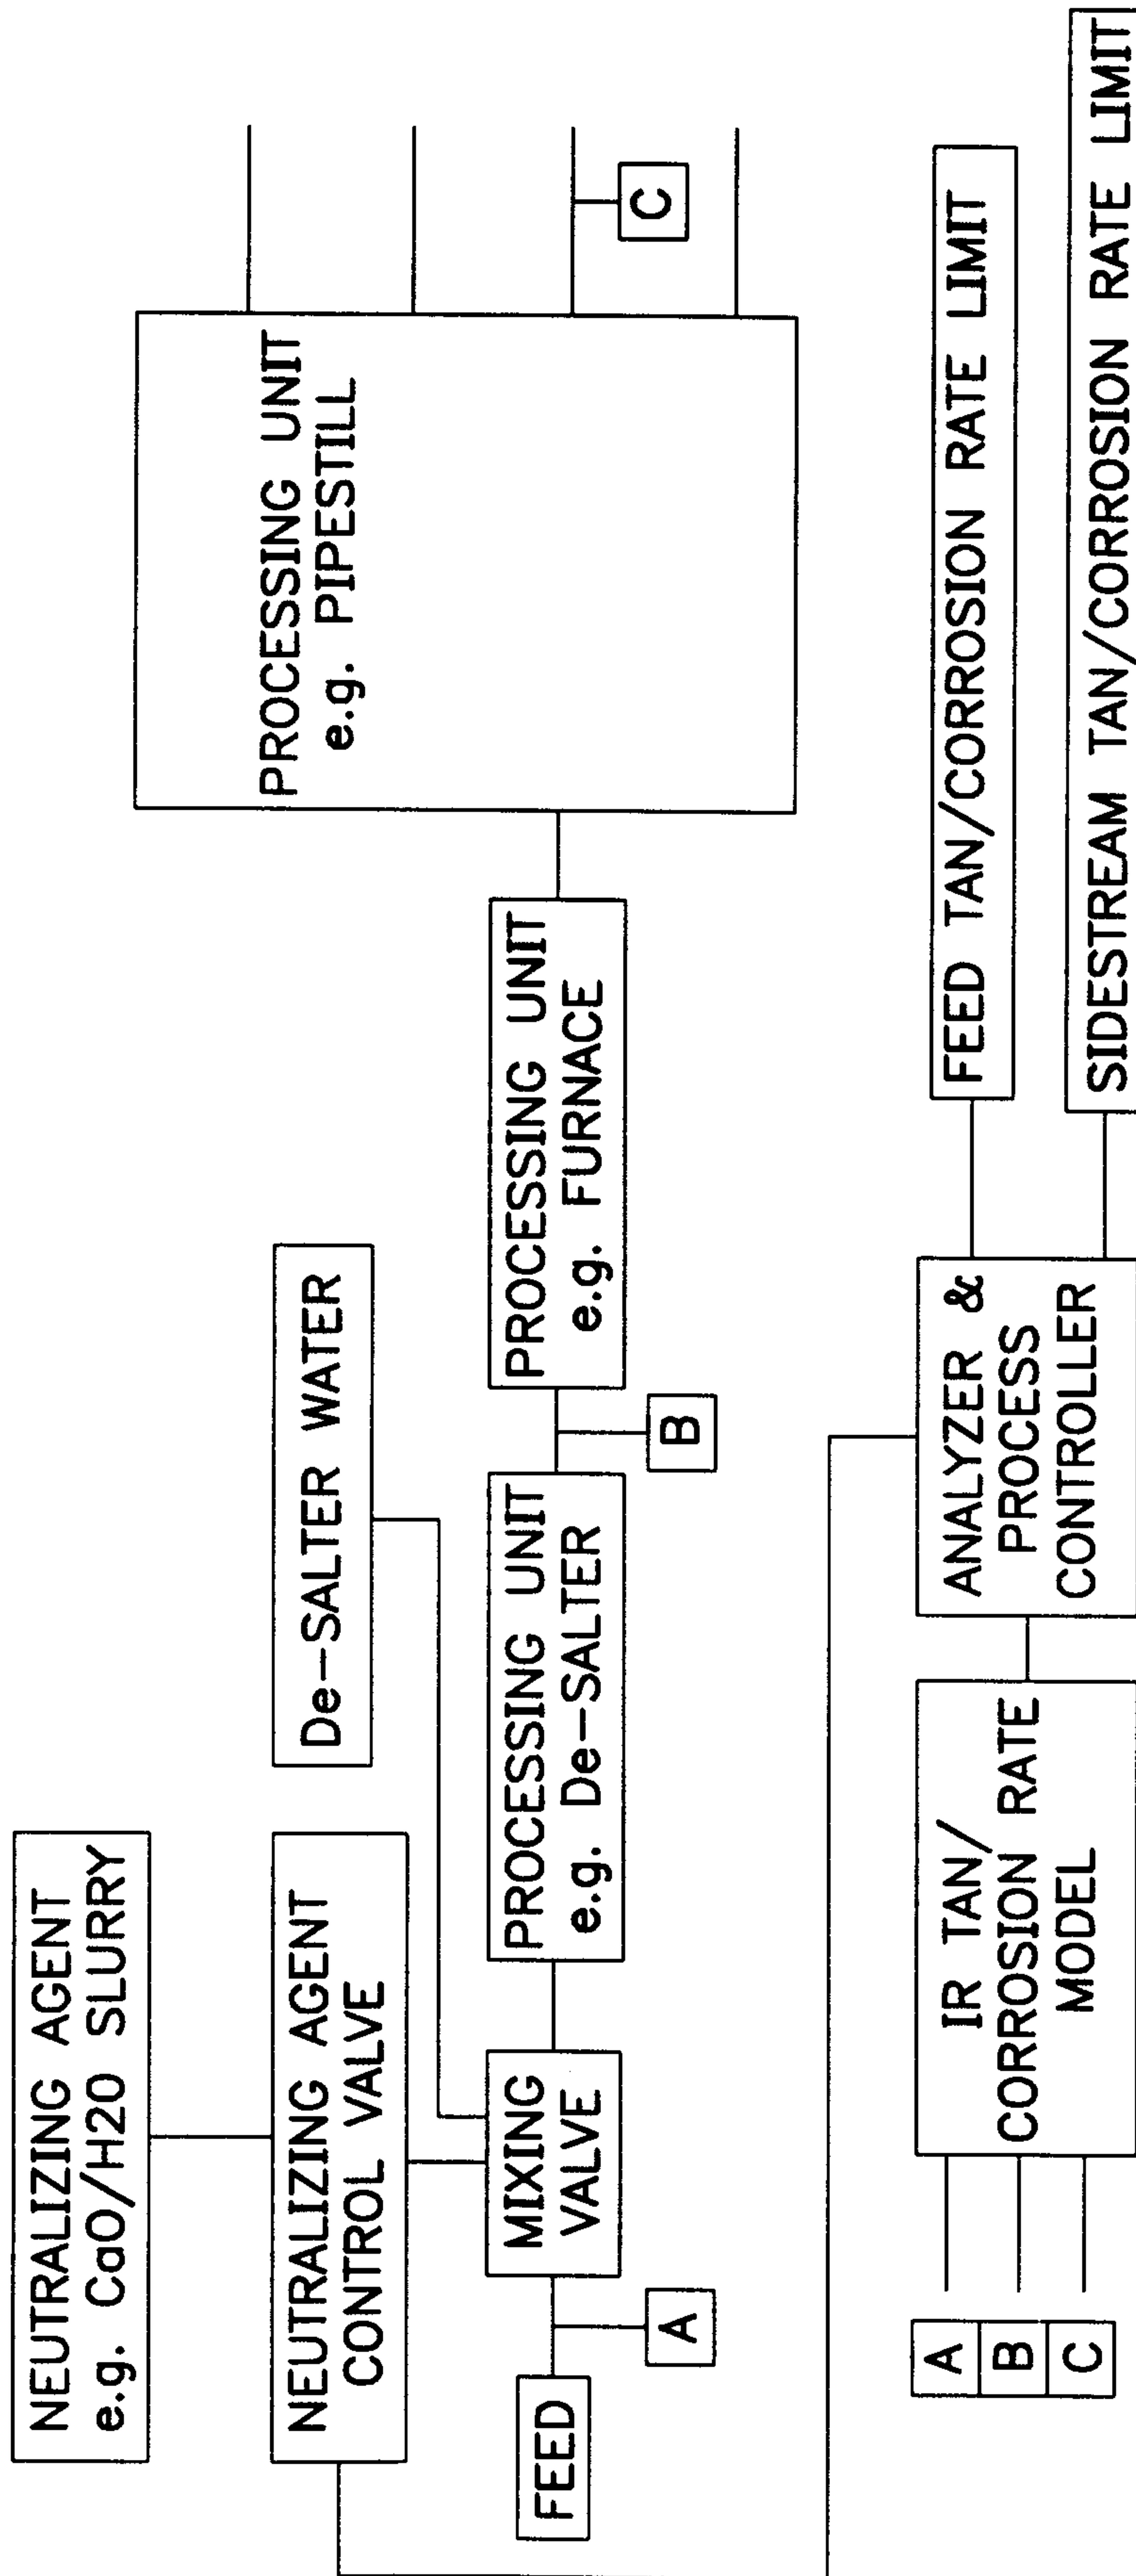 NEUTRALIZING AGENT
e.g. CaO/H2O SLURRY
NEUTRALIZING AGENT
CONTROL VALVE
De-SALTER WATER
FEED
A
MIXING
VALVE
PROCESSING UNIT
e.g. De-SALTER
B
PROCESSING UNIT
e.g. FURNACE
PROCESSING UNIT
e.g. PIPESTILL
C
A
B
C
IR TAN/
CORROSION RATE
MODEL
ANALYZER &
PROCESS
CONTROLLER
FEED TAN/CORROSION RATE LIMIT
SIDESTREAM TAN/CORROSION RATE LIMIT